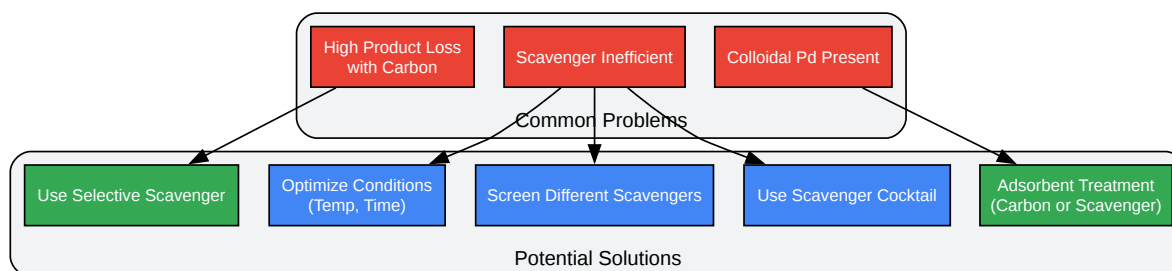 High Product Loss
with Carbon
Scavenger Inefficient
Colloidal Pd Present
Common Problems
Use Selective Scavenger
Optimize Conditions
(Temp, Time)
Screen Different Scavengers
Use Scavenger Cocktail
Adsorbent Treatment
(Carbon or Scavenger)
Potential Solutions